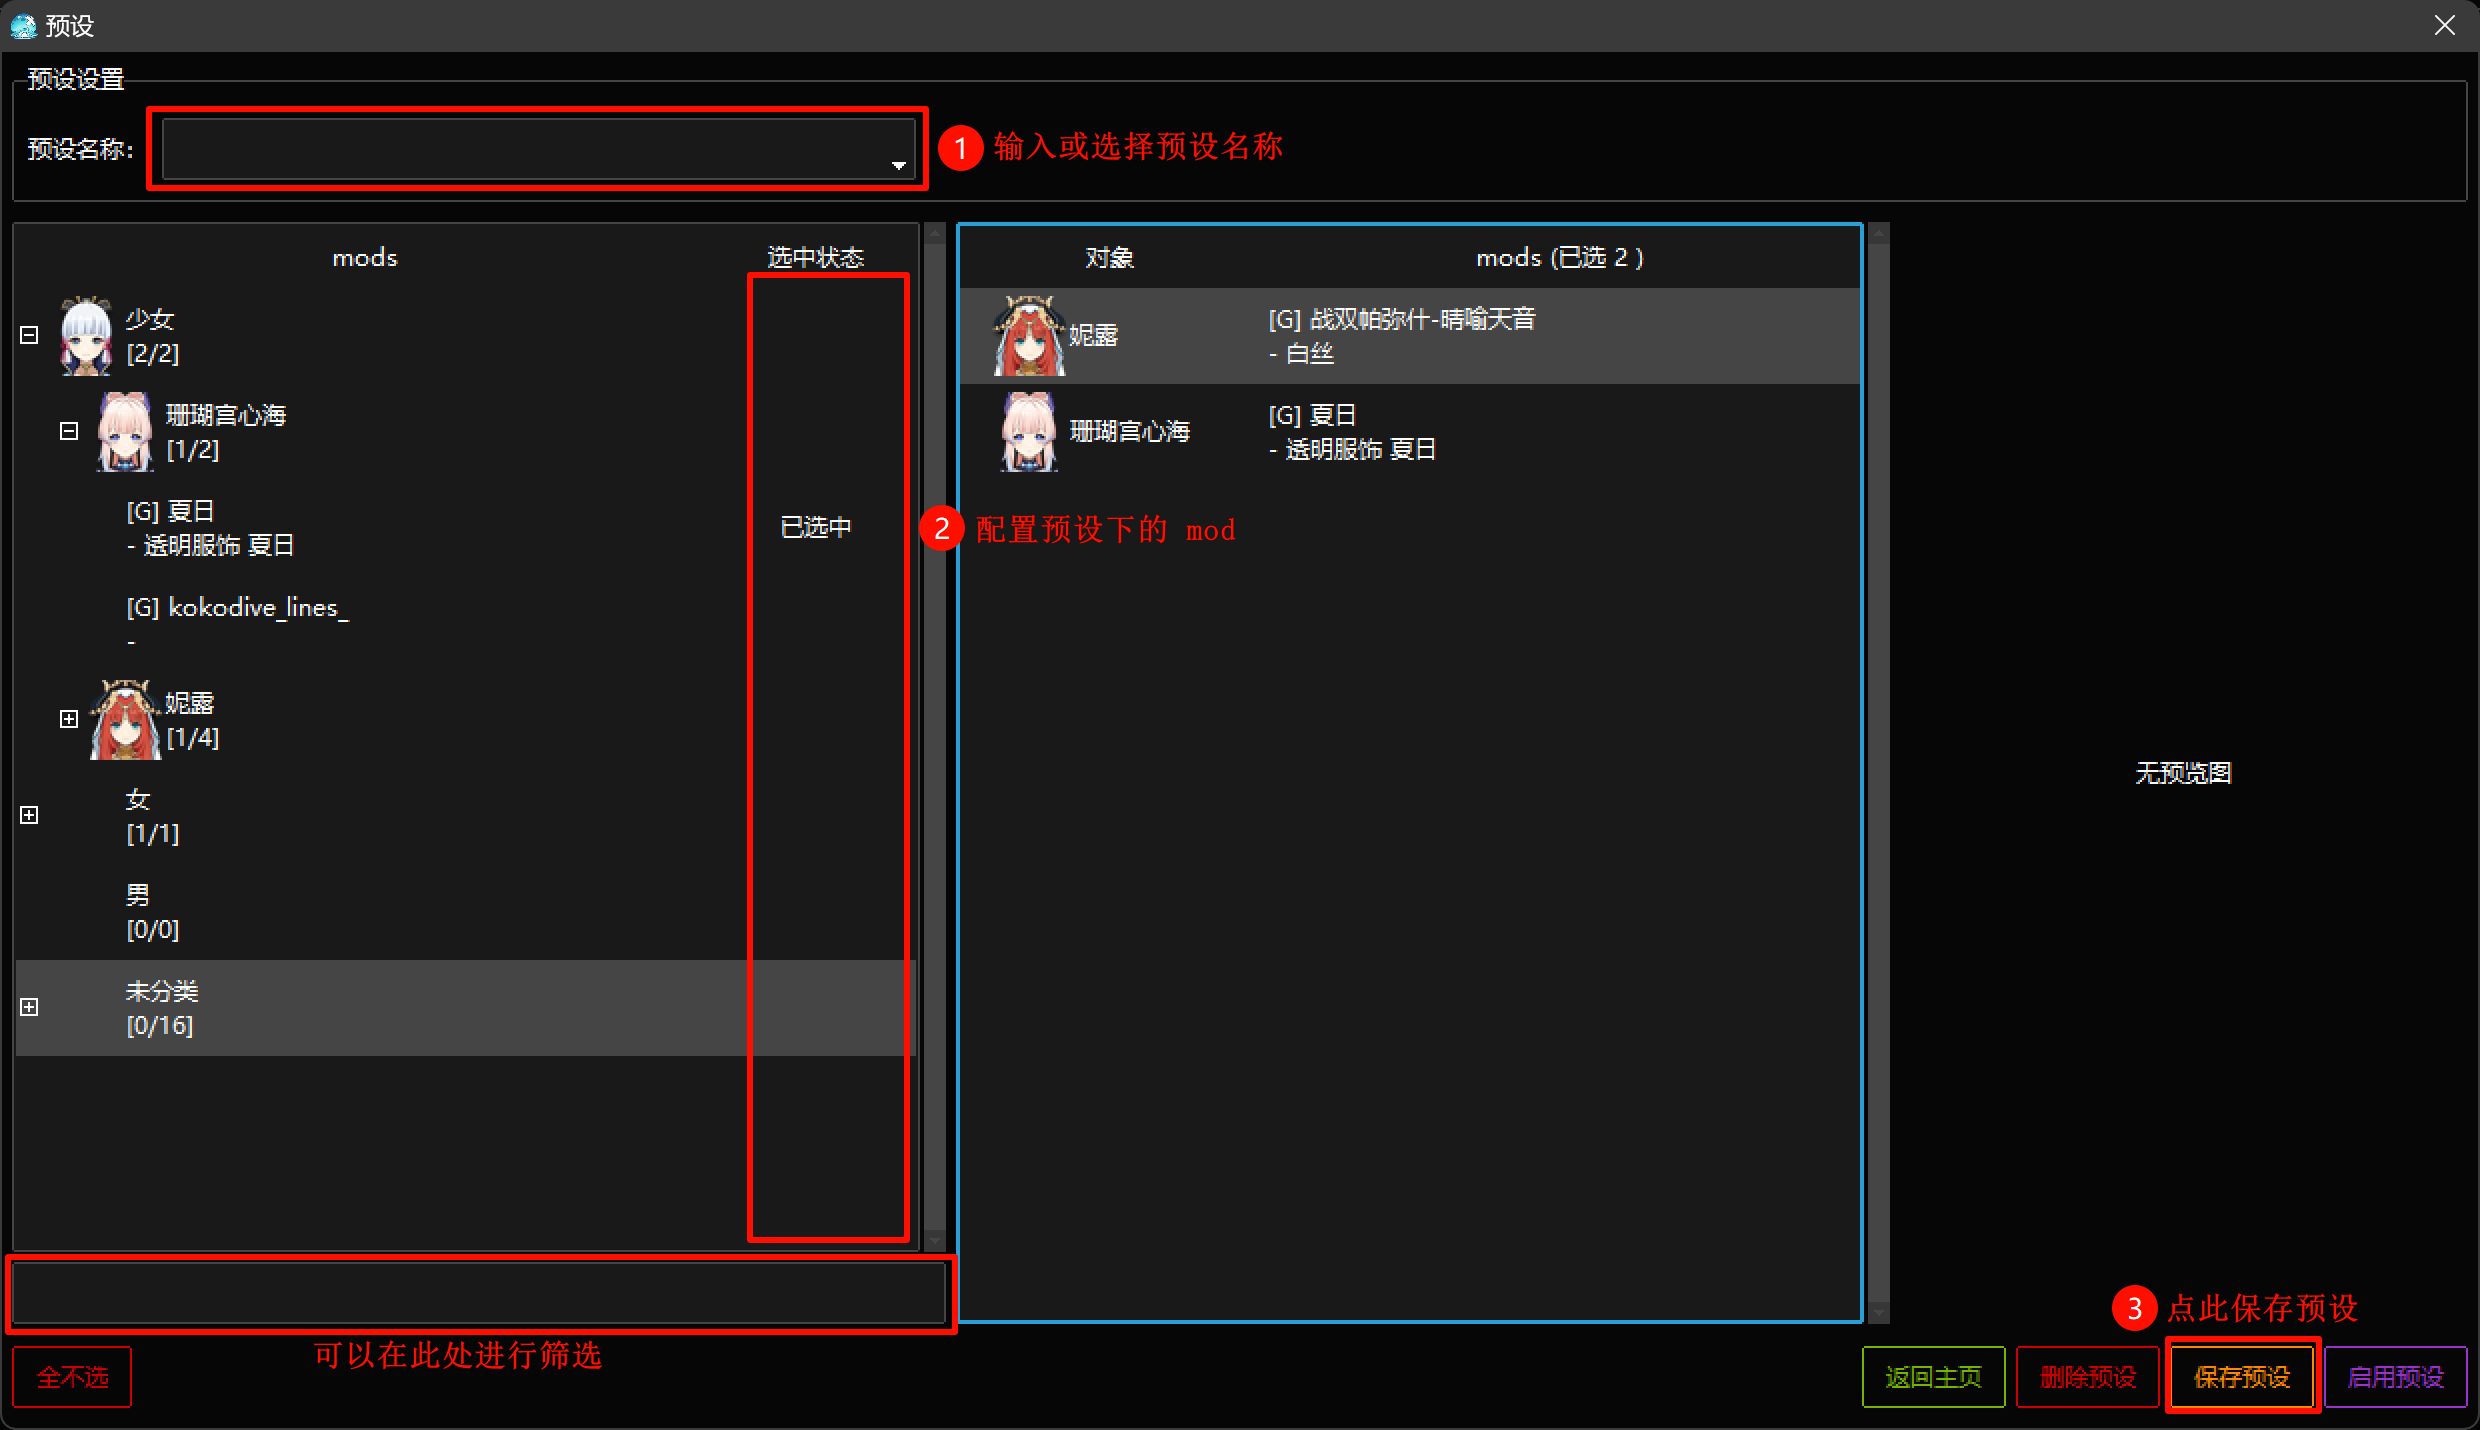 预设
预设设置
预设名称:
1 输入或选择预设名称
mods
选中状态
少女
[2/2]
珊瑚宫心海
[1/2]
[G] 夏日
- 透明服饰 夏日
已选中
[G] kokodive_lines_
-
妮露
[1/4]
女
[1/1]
男
[0/0]
未分类
[0/16]
对象
mods (已选 2 )
妮露
[G] 战双帕弥什-晴喻天音
- 白丝
珊瑚宫心海
[G] 夏日
- 透明服饰 夏日
2 配置预设下的 mod
无预览图
可以在此处进行筛选
3 点此保存预设
全不选
返回主页
删除预设
保存预设
启用预设